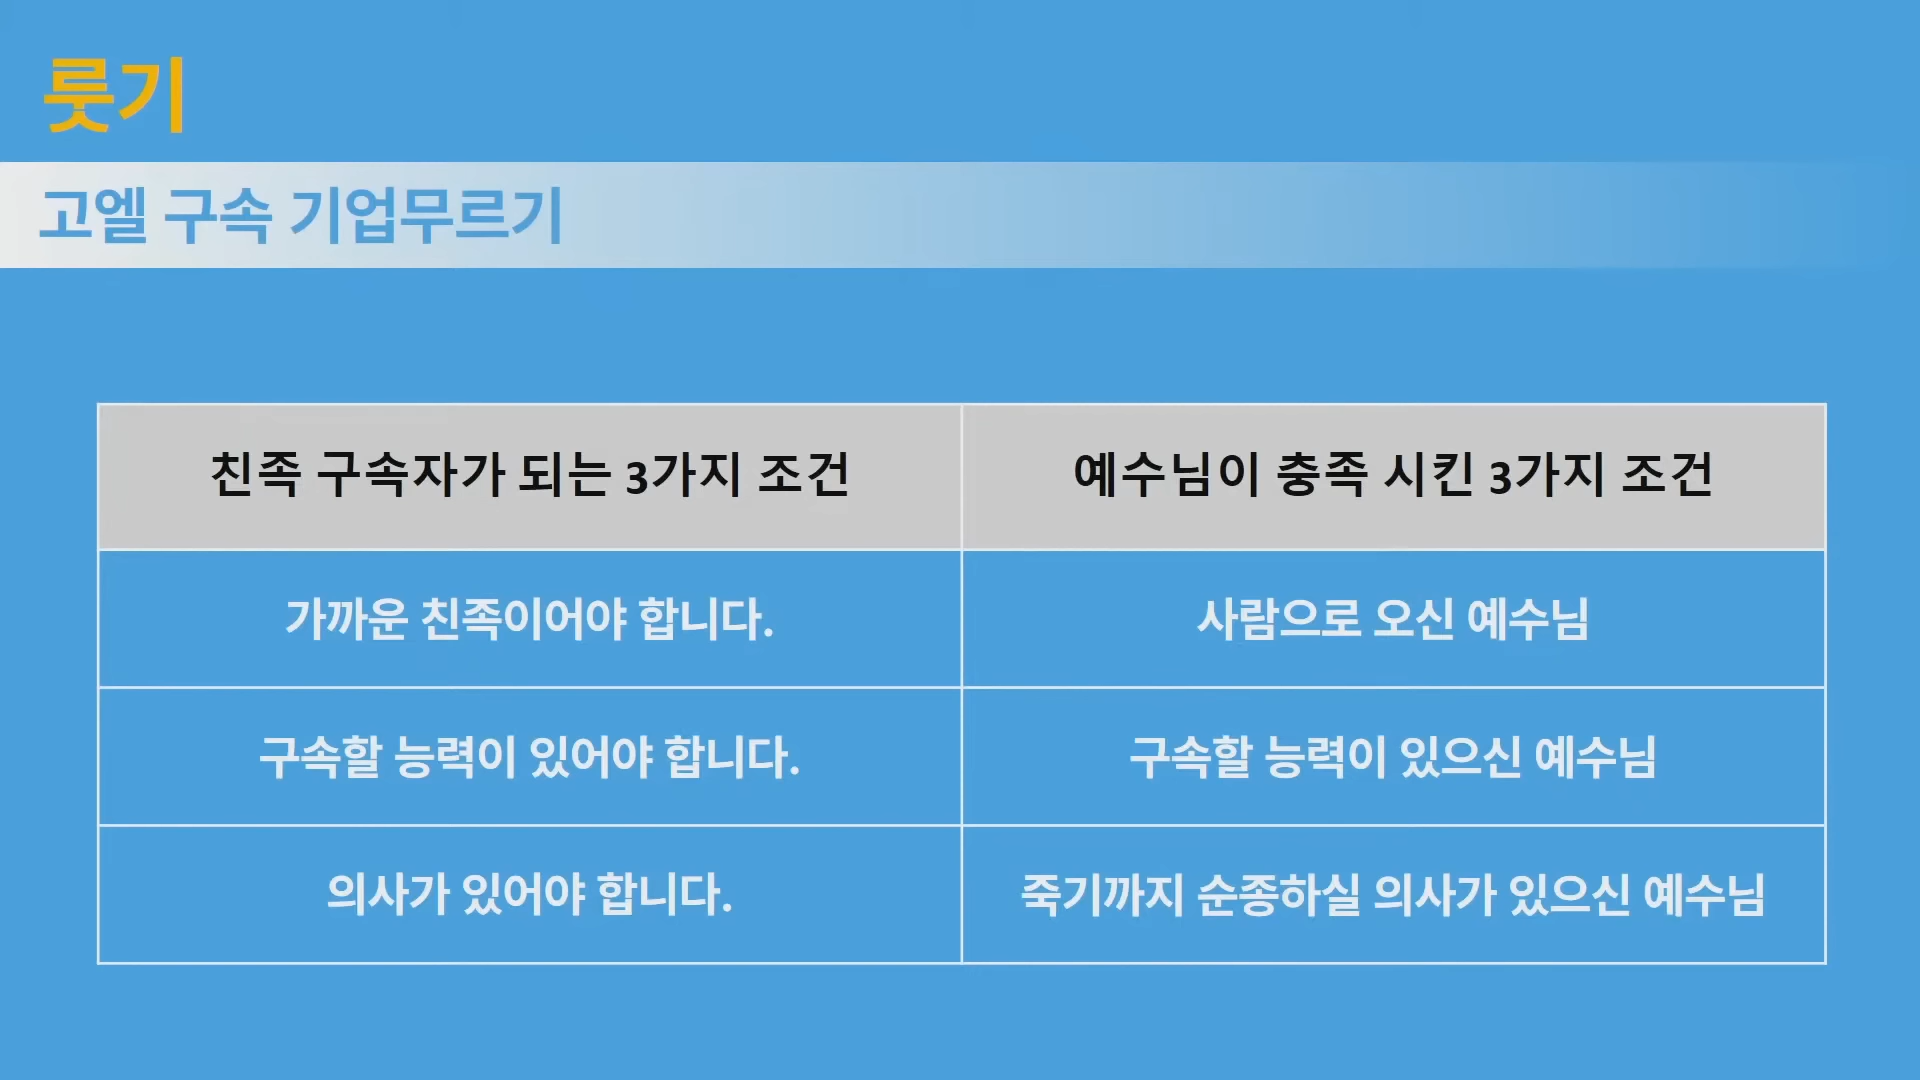 룻기
고엘 구속 기업무르기
친족 구속자가 되는 3가지 조건
예수님이 충족 시킨 3가지 조건
가까운 친족이어야 합니다.
사람으로 오신 예수님
구속할 능력이 있어야 합니다.
구속할 능력이 있으신 예수님
의사가 있어야 합니다.
죽기까지 순종하실 의사가 있으신 예수님